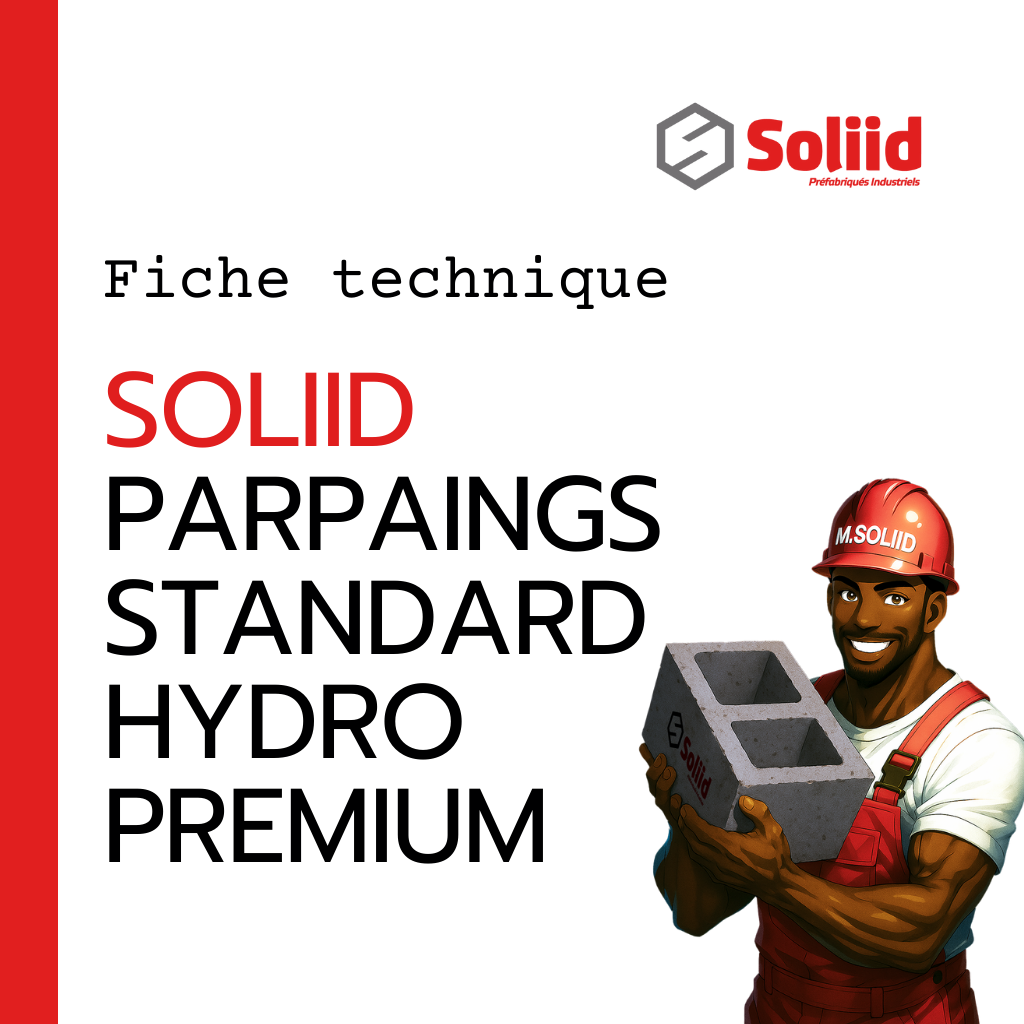 Soliid
Préfabriqués Industriels
Fiche technique
SOLIID
PARPAINGS
STANDARD
HYDRO
PREMIUM
M.SOLIID
Soliid